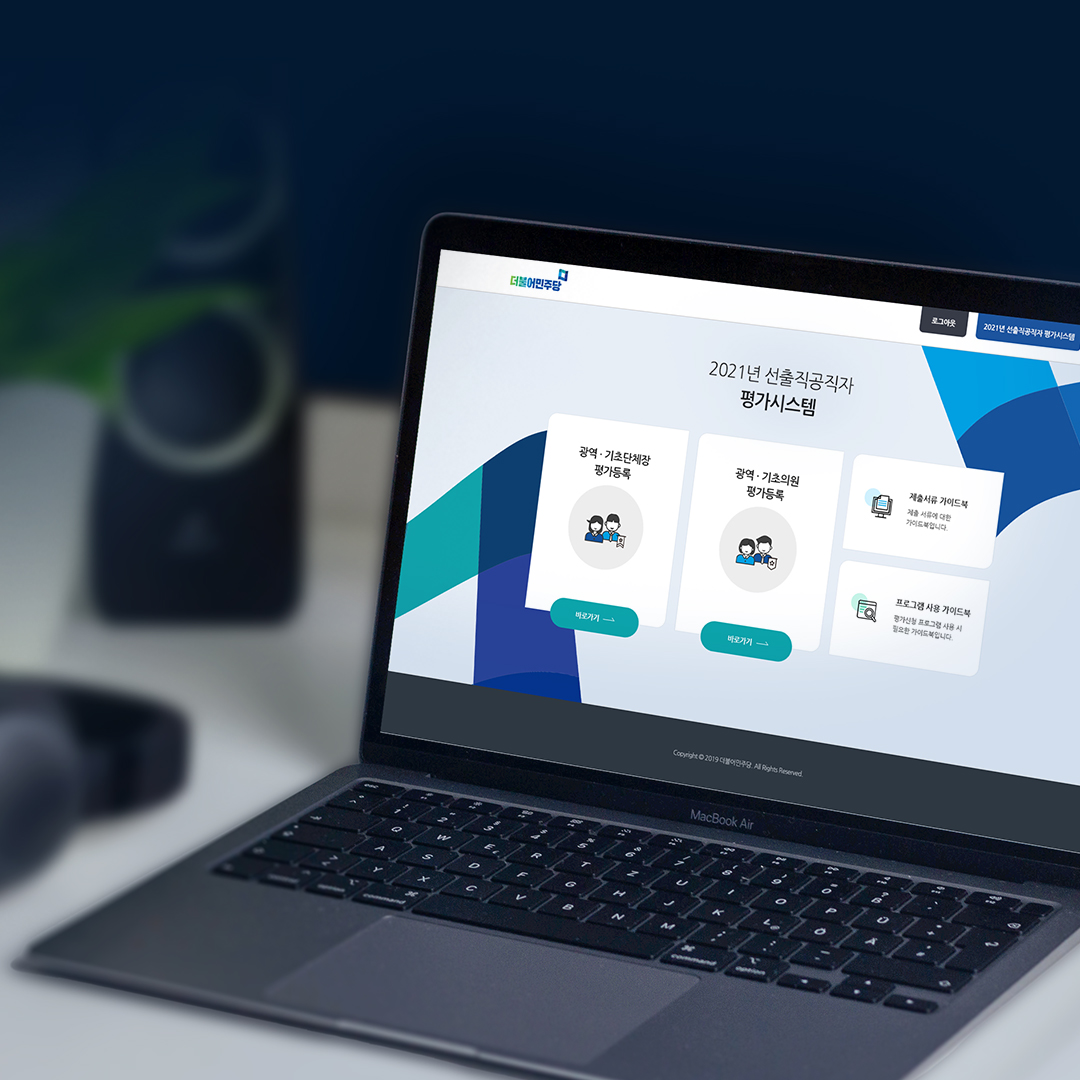 더불어민주당
로그아웃
2021년 선출직공직자 평가시스템
2021년 선출직공직자
평가시스템
광역 · 기초단체장
평가등록
바로가기
광역 · 기초의원
평가등록
바로가기
제출서류 가이드북
제출 서류에 대한
가이드북입니다.
프로그램 사용 가이드북
평가신청 프로그램 사용 시
필요한 가이드북입니다.
Copyright © 2019 더불어민주당. All Rights Reserved.
MacBook Air
Q W E R T Z U I O P Ü
A S D F G H J K L Ö Ä
Y X C V B N M
command
command
option